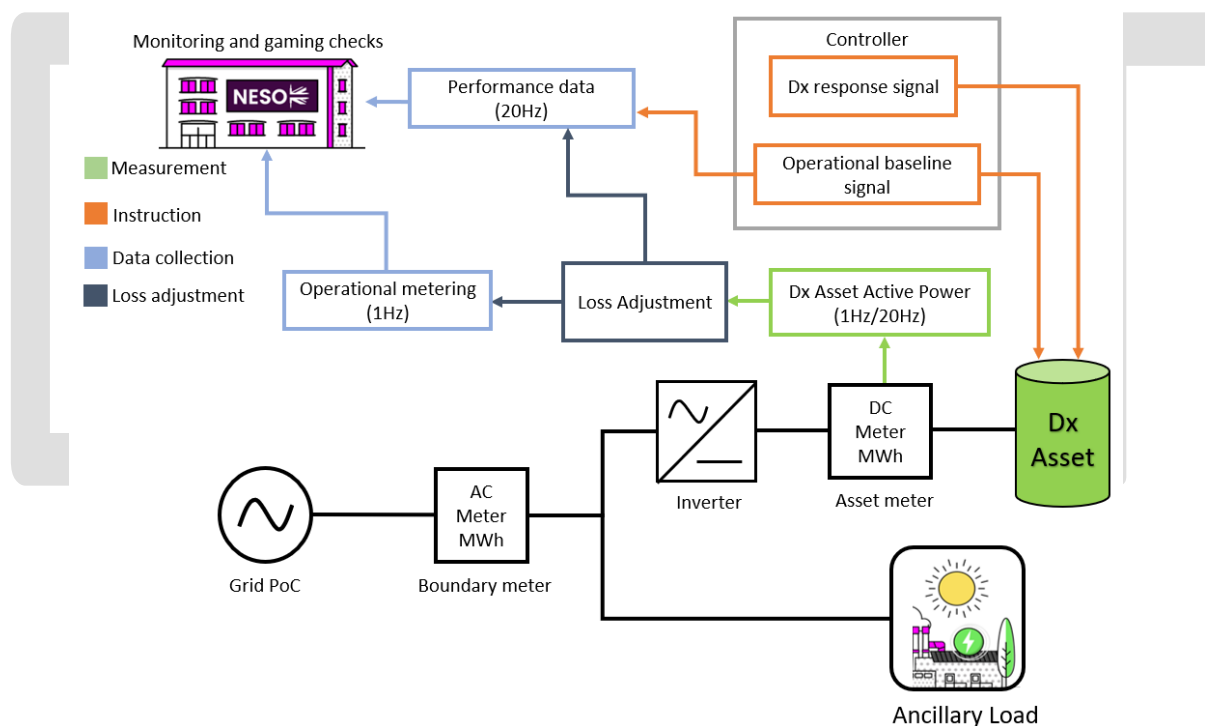 Monitoring and gaming checks
NESO
Controller
Dx response signal
Performance data
(20Hz)
Operational baseline
signal
Measurement
Instruction
Data collection
Loss adjustment
Operational metering
(1Hz)
Loss Adjustment
Dx Asset Active Power
(1Hz/20Hz)
DC
Meter
MWh
Dx
Asset
Inverter
Asset meter
AC
Meter
MWh
Grid PoC
Boundary meter
Ancillary Load